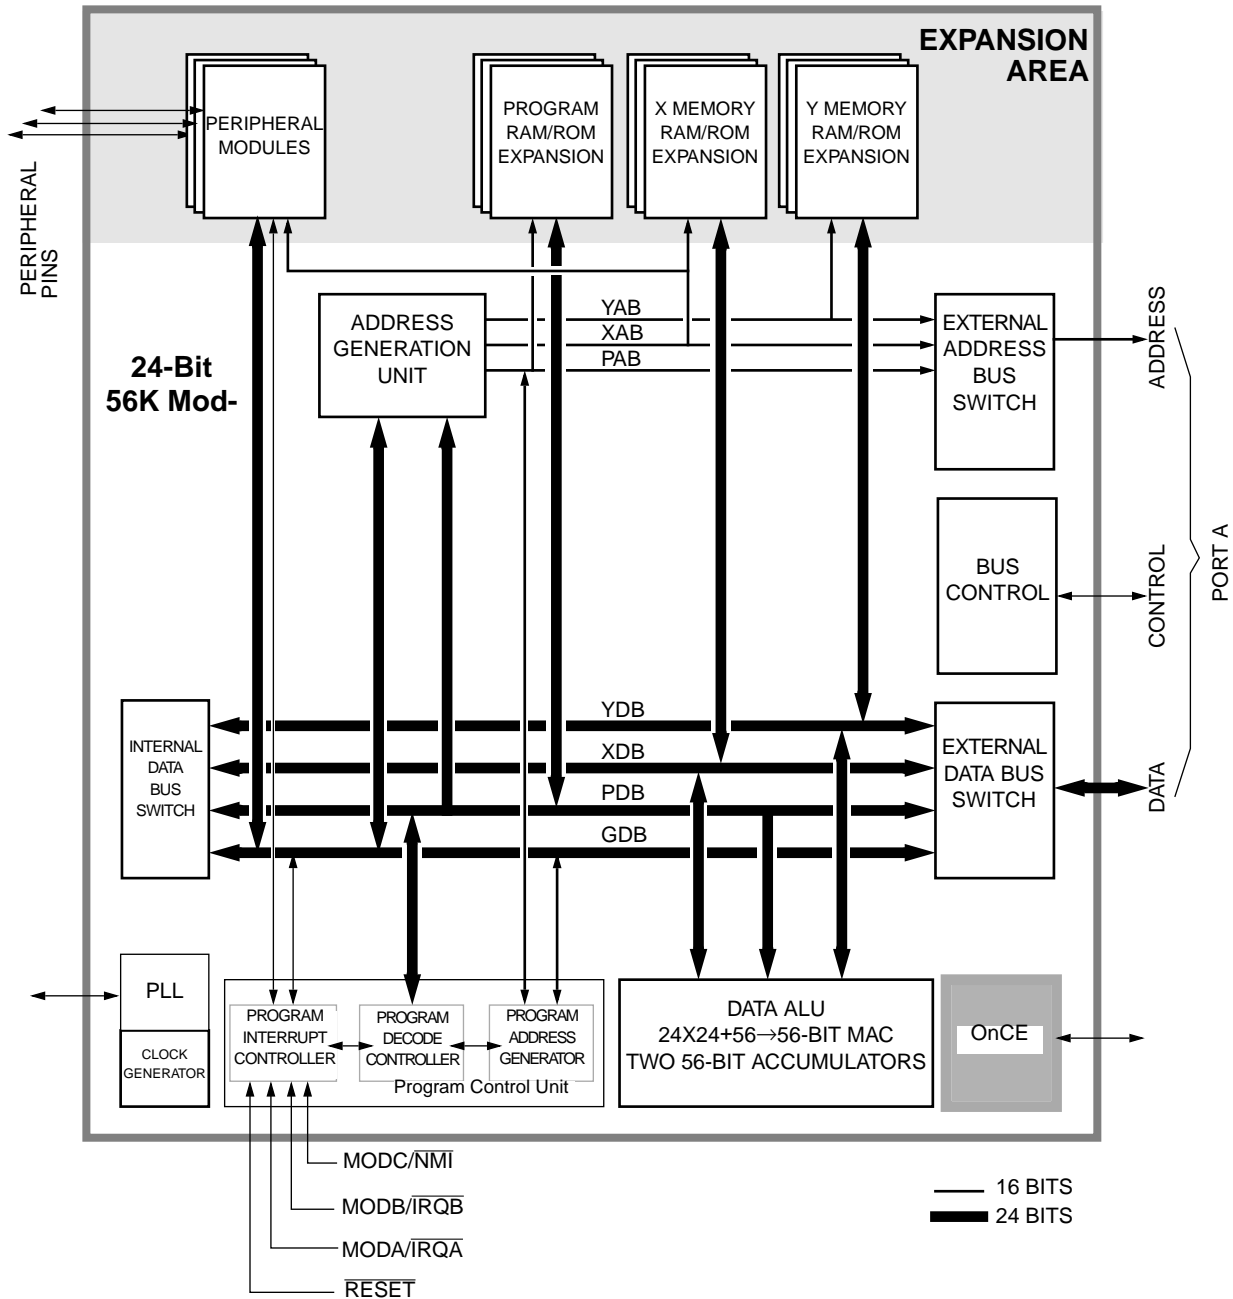 EXPANSION
AREA
PERIPHERAL
MODULES
PROGRAM
RAM/ROM
EXPANSION
X MEMORY
RAM/ROM
EXPANSION
Y MEMORY
RAM/ROM
EXPANSION
PERIPHERAL
PINS
24-Bit
56K Mod-
ADDRESS
GENERATION
UNIT
YAB
XAB
PAB
EXTERNAL
ADDRESS
BUS
SWITCH
ADDRESS
BUS
CONTROL
CONTROL
PORT A
INTERNAL
DATA
BUS
SWITCH
YDB
XDB
PDB
GDB
EXTERNAL
DATA BUS
SWITCH
DATA
PLL
CLOCK
GENERATOR
PROGRAM
INTERRUPT
CONTROLLER
PROGRAM
DECODE
CONTROLLER
PROGRAM
ADDRESS
GENERATOR
Program Control Unit
DATA ALU
24X24+56→56-BIT MAC
TWO 56-BIT ACCUMULATORS
OnCE
MODC/N̅M̅I̅
MODB/I̅R̅Q̅B̅
MODA/I̅R̅Q̅A̅
R̅E̅S̅E̅T̅
16 BITS
24 BITS